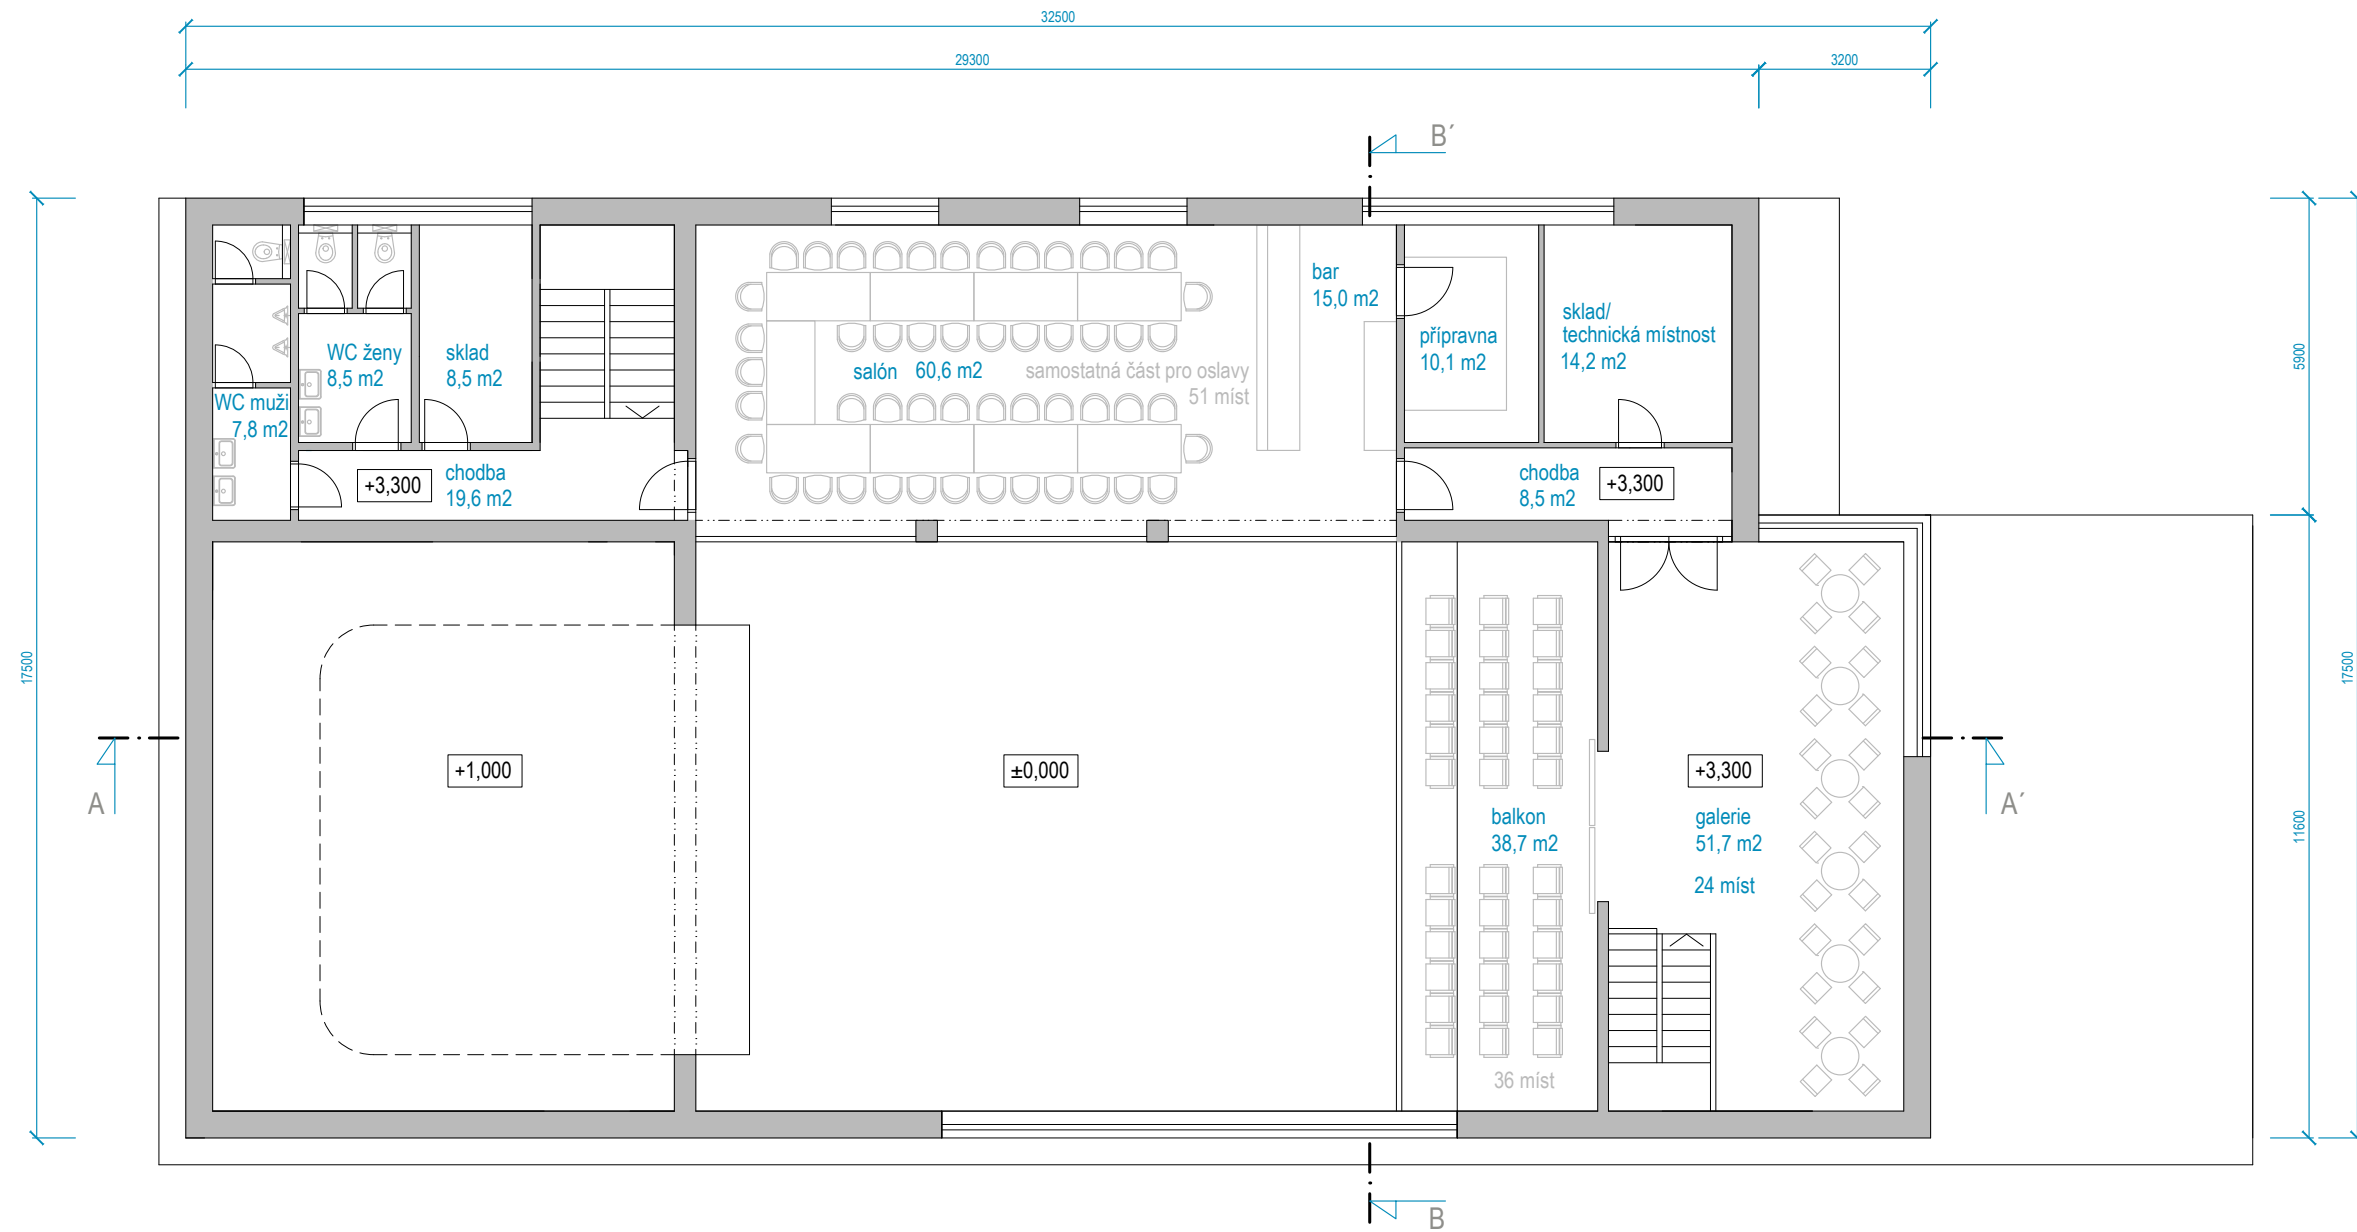 32500
29300
3200
B´
bar
15,0 m2
sklad/
technická místnost
14,2 m2
přípravna
10,1 m2
WC ženy
8,5 m2
sklad
8,5 m2
salón 60,6 m2
samostatná část pro oslavy
51 míst
WC muži
7,8 m2
5900
chodba
19,6 m2
+3,300
chodba
8,5 m2
+3,300
17500
17500
+1,000
±0,000
+3,300
A
A´
balkon
38,7 m2
galerie
51,7 m2
24 míst
11600
36 míst
B